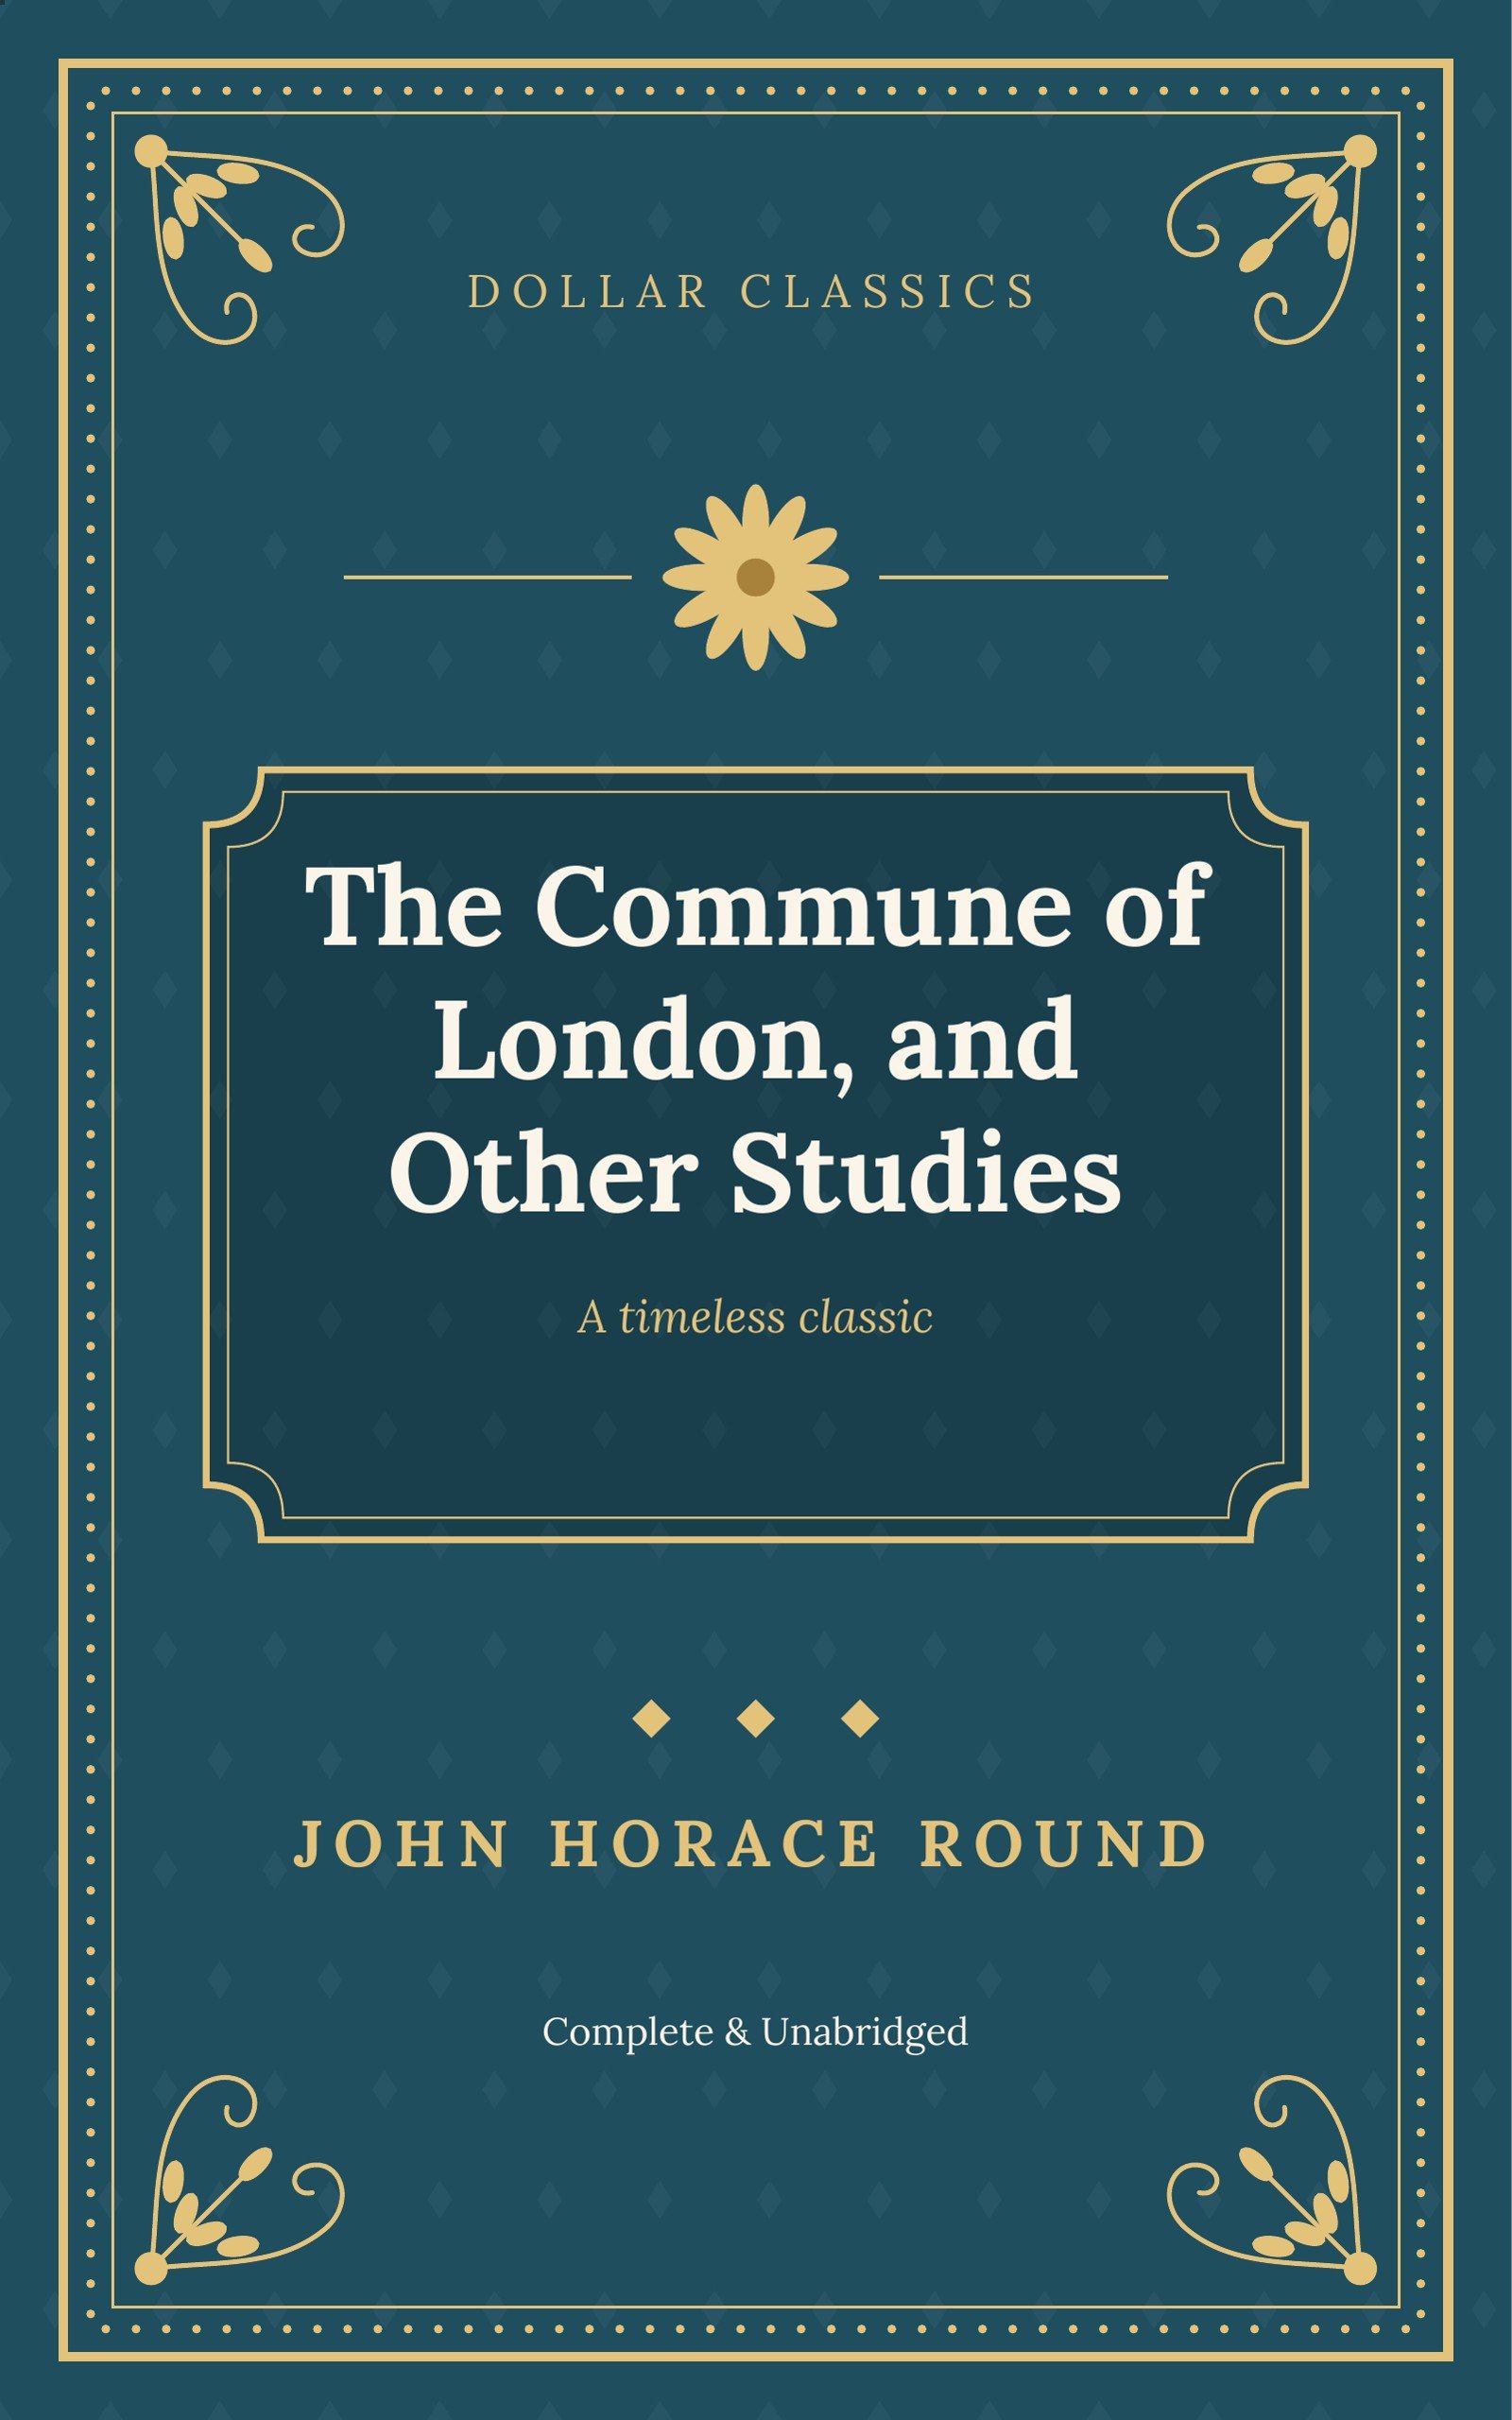 DOLLAR CLASSICS
The Commune of
London, and
Other Studies
A timeless classic
JOHN HORACE ROUND
Complete & Unabridged